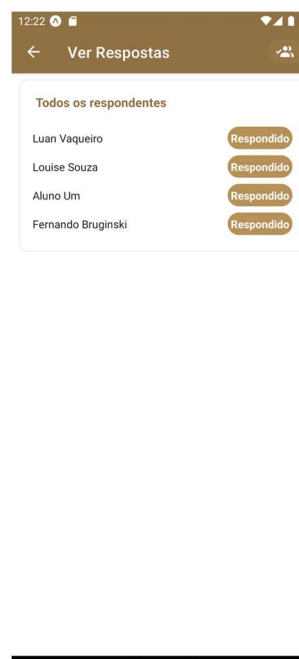 12:22
Ver Respostas
Todos os respondentes
Luan Vaqueiro Respondido
Louise Souza Respondido
Aluno Um Respondido
Fernando Bruginski Respondido